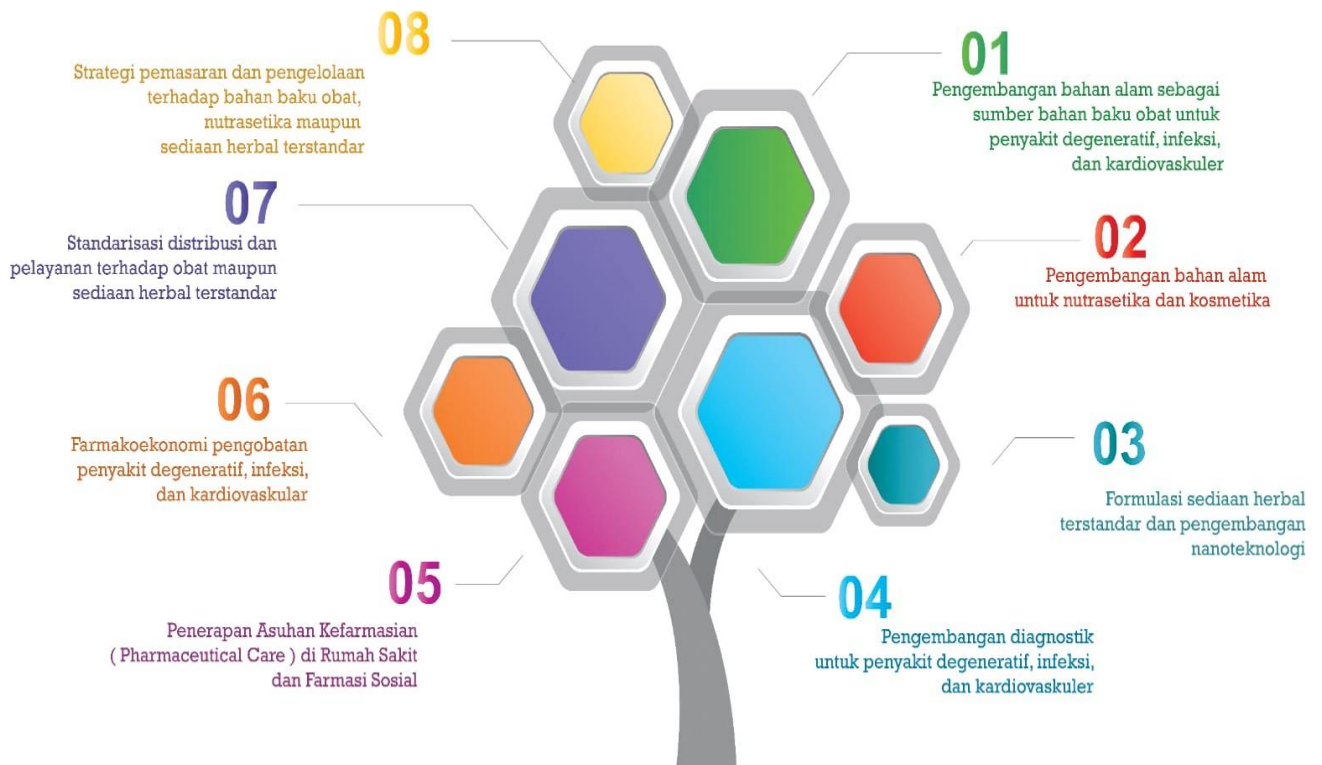 01
Pengembangan bahan alam sebagai
sumber bahan baku obat untuk
penyakit degeneratif, infeksi,
dan kardiovaskuler
02
Pengembangan bahan alam
untuk nutrasetika dan kosmetika
03
Formulasi sediaan herbal
terstandar dan pengembangan
nanoteknologi
04
Pengembangan diagnostik
untuk penyakit degeneratif, infeksi,
dan kardiovaskuler
05
Penerapan Asuhan Kefarmasian
( Pharmaceutical Care ) di Rumah Sakit
dan Farmasi Sosial
06
Farmakoekonomi pengobatan
penyakit degeneratif, infeksi,
dan kardiovaskular
07
Standarisasi distribusi dan
pelayanan terhadap obat maupun
sediaan herbal terstandar
08
Strategi pemasaran dan pengelolaan
terhadap bahan baku obat,
nutrasetika maupun
sediaan herbal terstandar